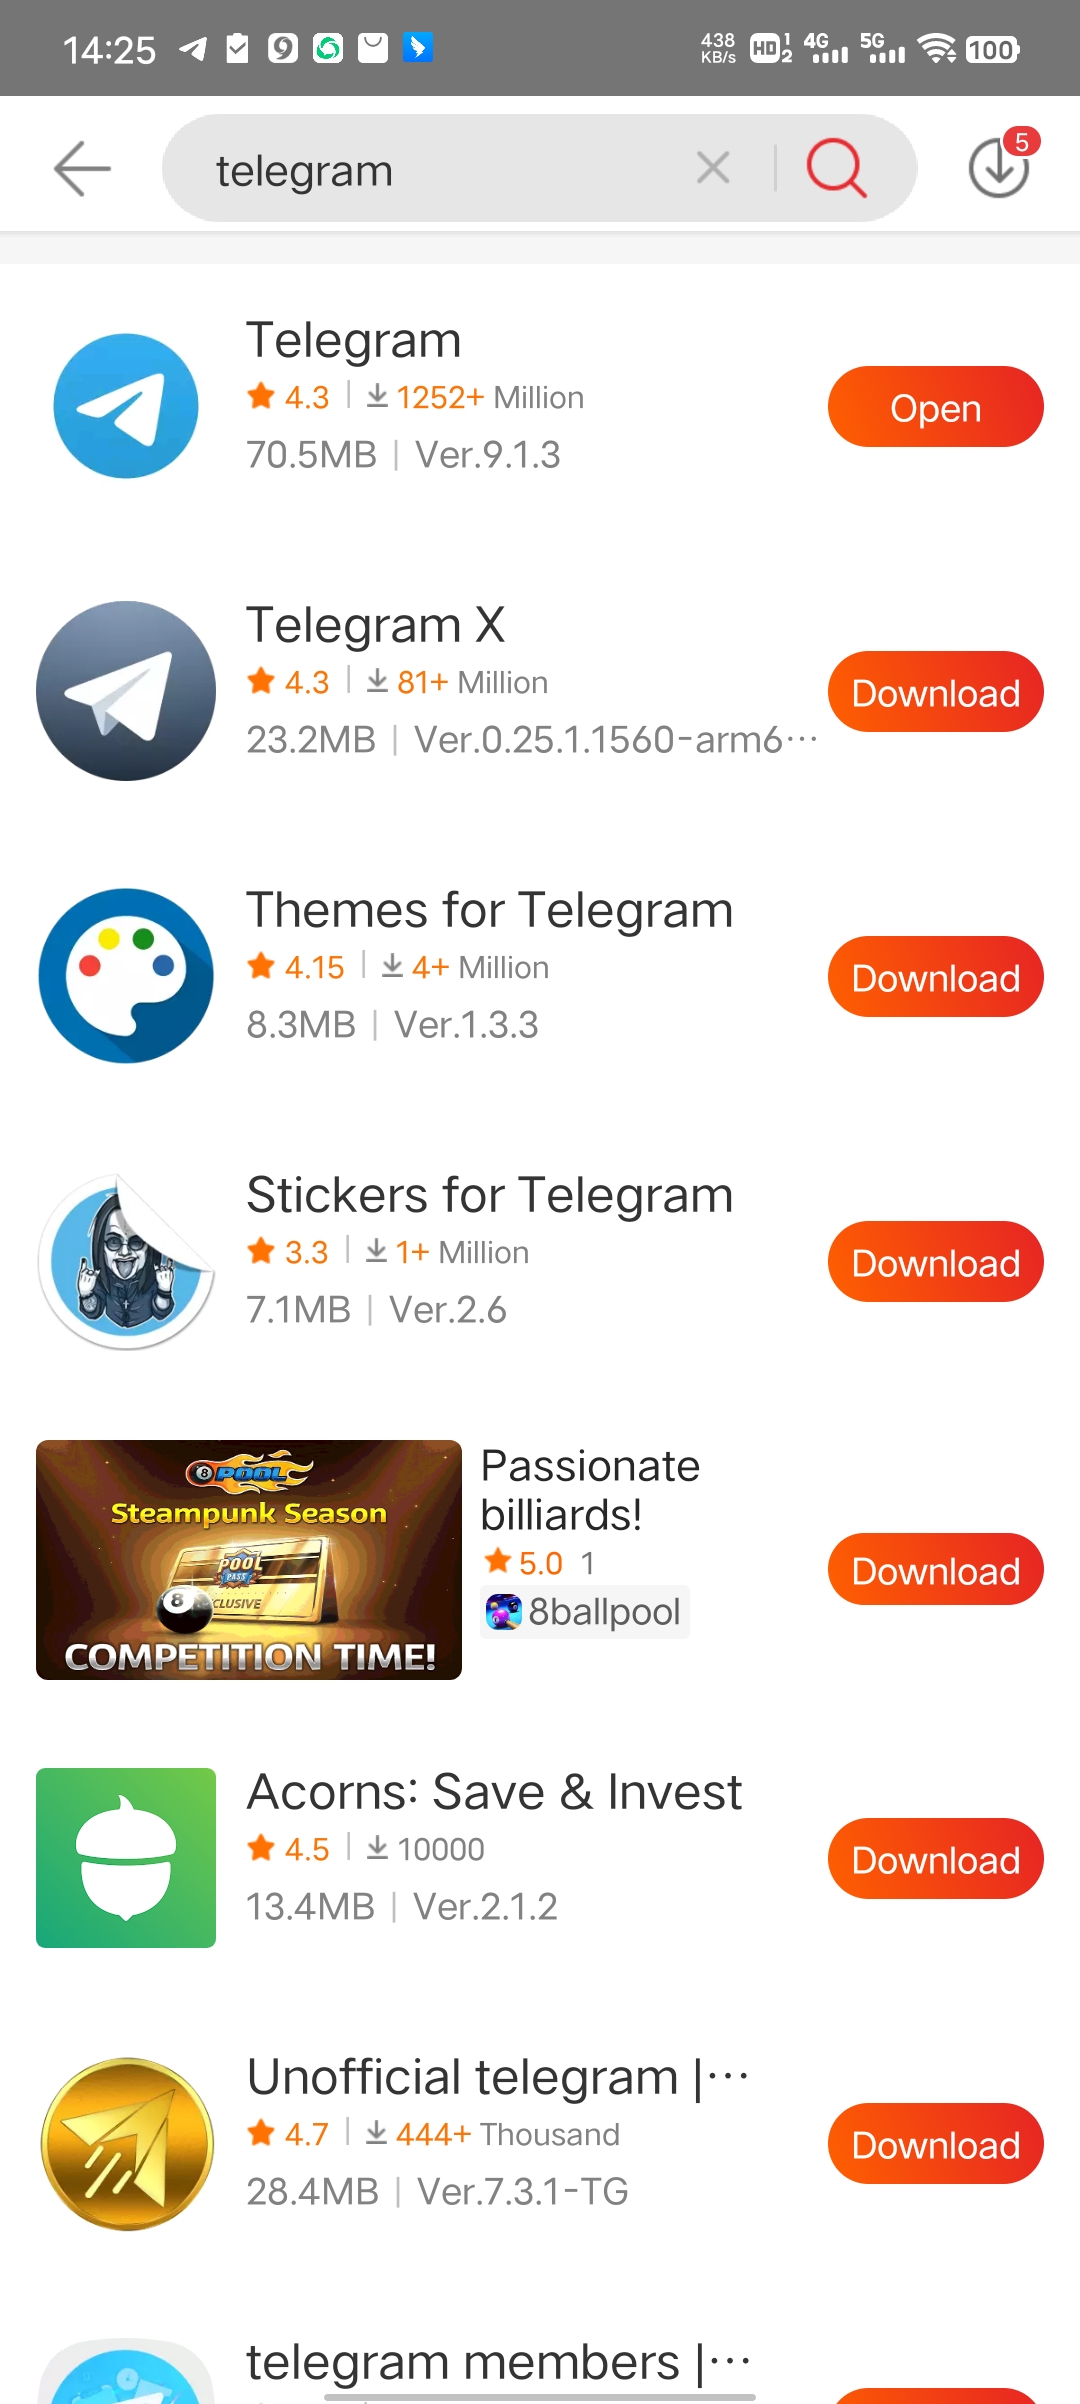 14:25 438 KB/s HD 1 2 4G 5G 100
telegram 5
Telegram
4.3 | 1252+ Million
70.5MB | Ver.9.1.3
Open
Telegram X
4.3 | 81+ Million
23.2MB | Ver.0.25.1.1560-arm6···
Download
Themes for Telegram
4.15 | 4+ Million
8.3MB | Ver.1.3.3
Download
Stickers for Telegram
3.3 | 1+ Million
7.1MB | Ver.2.6
Download
8 POOL
Steampunk Season
POOL
PASS
8
CLUSIVE
COMPETITION TIME!
Passionate
billiards!
5.0 1
8ballpool
Download
Acorns: Save & Invest
4.5 | 10000
13.4MB | Ver.2.1.2
Download
Unofficial telegram |···
4.7 | 444+ Thousand
28.4MB | Ver.7.3.1-TG
Download
telegram members |···